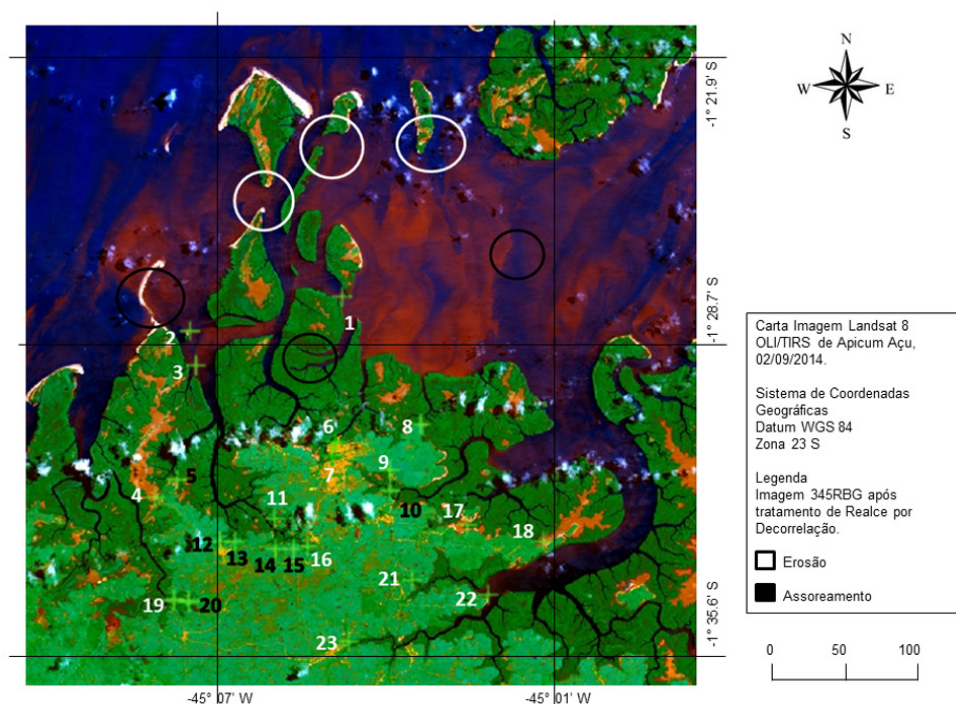 N
W E
S
-1° 21.9' S
-1° 28.7' S
-1° 35.6' S
1
2
3
6
8
7
9
5
4
11
10
17
12
13
14
15
16
18
21
22
19
20
23
-45° 07' W
-45° 01' W
Carta Imagem Landsat 8
OLI/TIRS de Apicum Açu,
02/09/2014.
Sistema de Coordenadas
Geográficas
Datum WGS 84
Zona 23 S
Legenda
Imagem 345RBG após
tratamento de Realce por
Decorrelação.
Erosão
Assoreamento
0 50 100